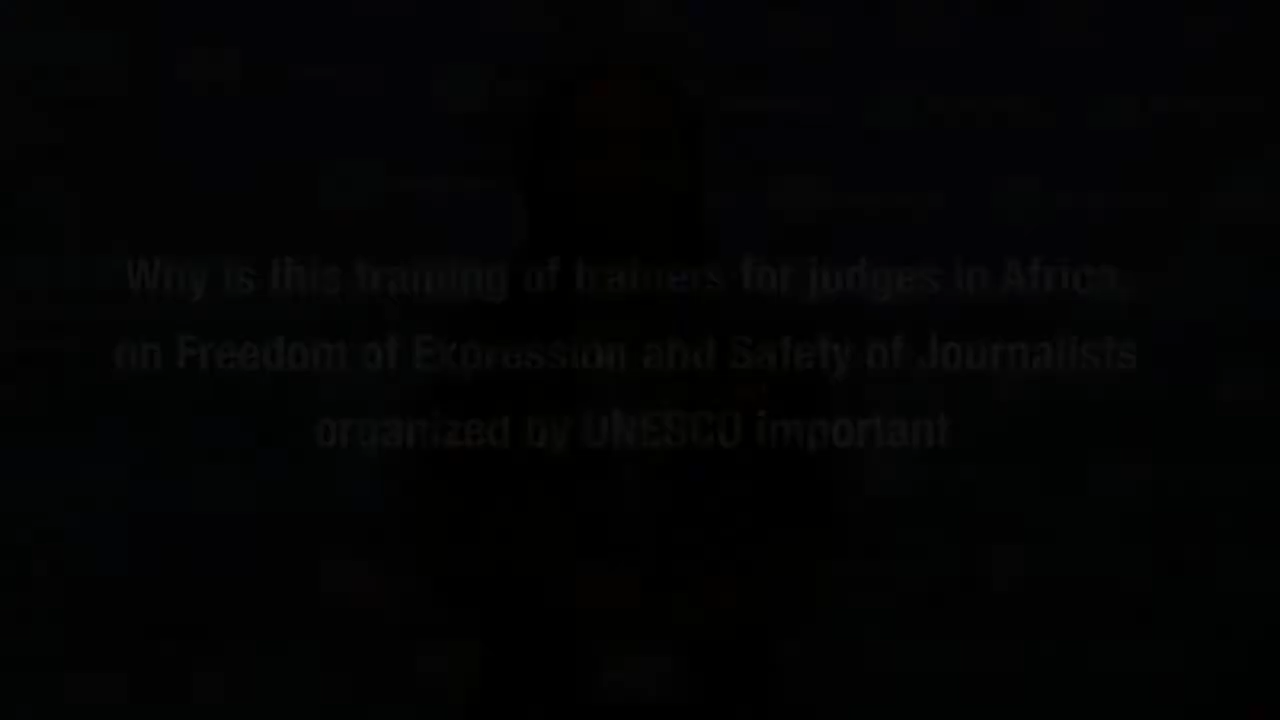 Why is this training of trainers for judges in Africa
on Freedom of Expression and Safety of Journalists
organized by UNESCO important